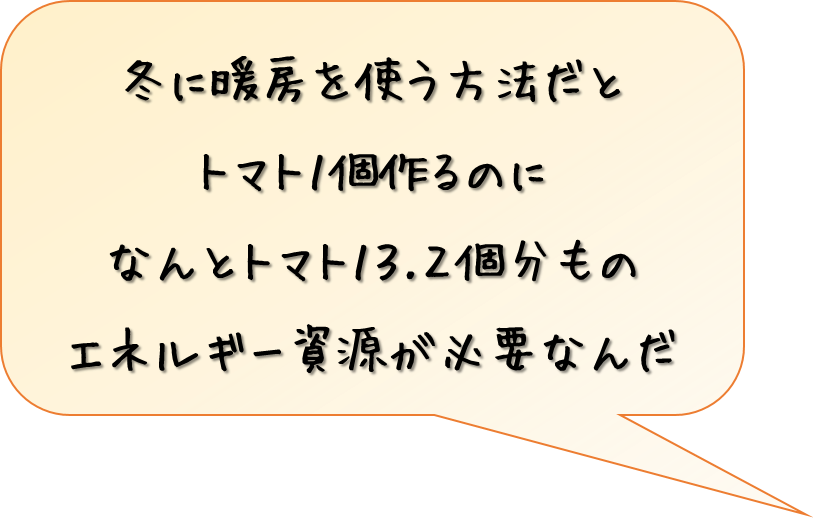 冬に暖房を使う方法だと
トマト1個作るのに
なんとトマト13.2個分もの
エネルギー資源が必要なんだ